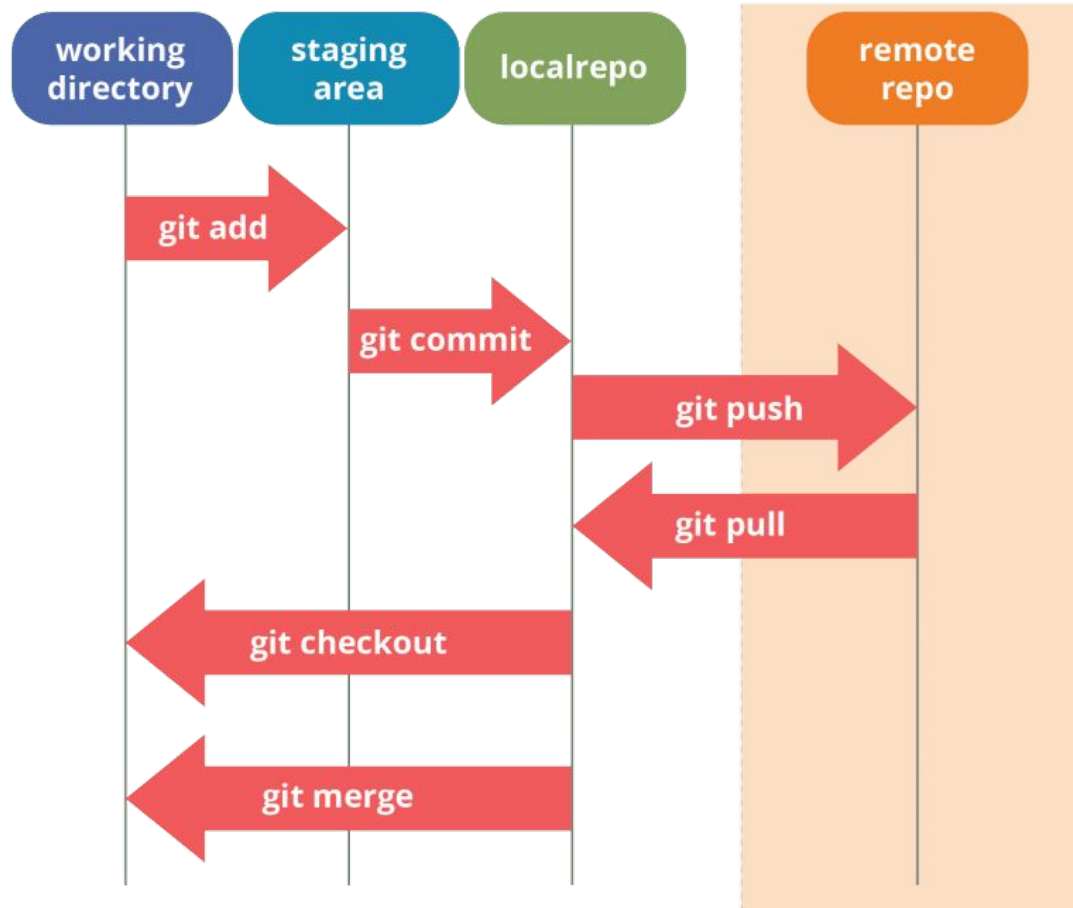 working
directory
staging
area
localrepo
remote
repo
git add
git commit
git push
git pull
git checkout
git merge